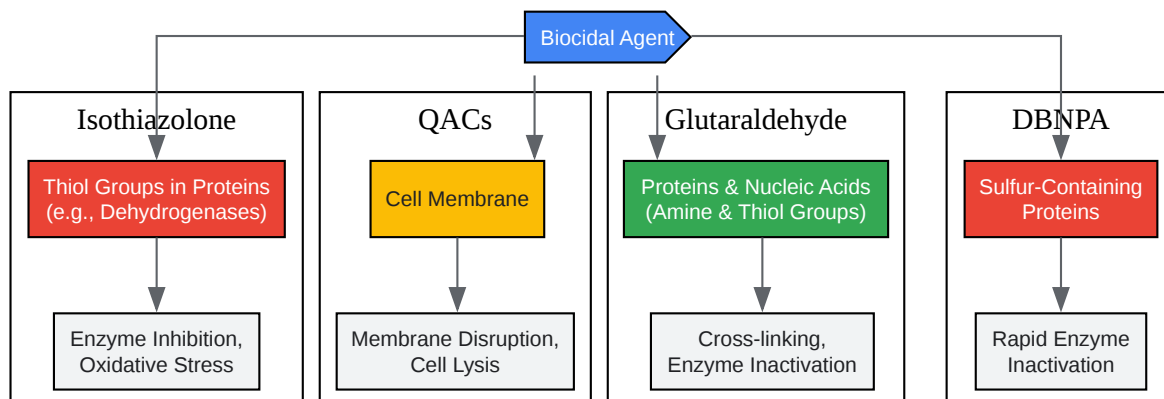 Biocidal Agent
Isothiazolone
Thiol Groups in Proteins
(e.g., Dehydrogenases)
Enzyme Inhibition,
Oxidative Stress
QACs
Cell Membrane
Membrane Disruption,
Cell Lysis
Glutaraldehyde
Proteins & Nucleic Acids
(Amine & Thiol Groups)
Cross-linking,
Enzyme Inactivation
DBNPA
Sulfur-Containing
Proteins
Rapid Enzyme
Inactivation